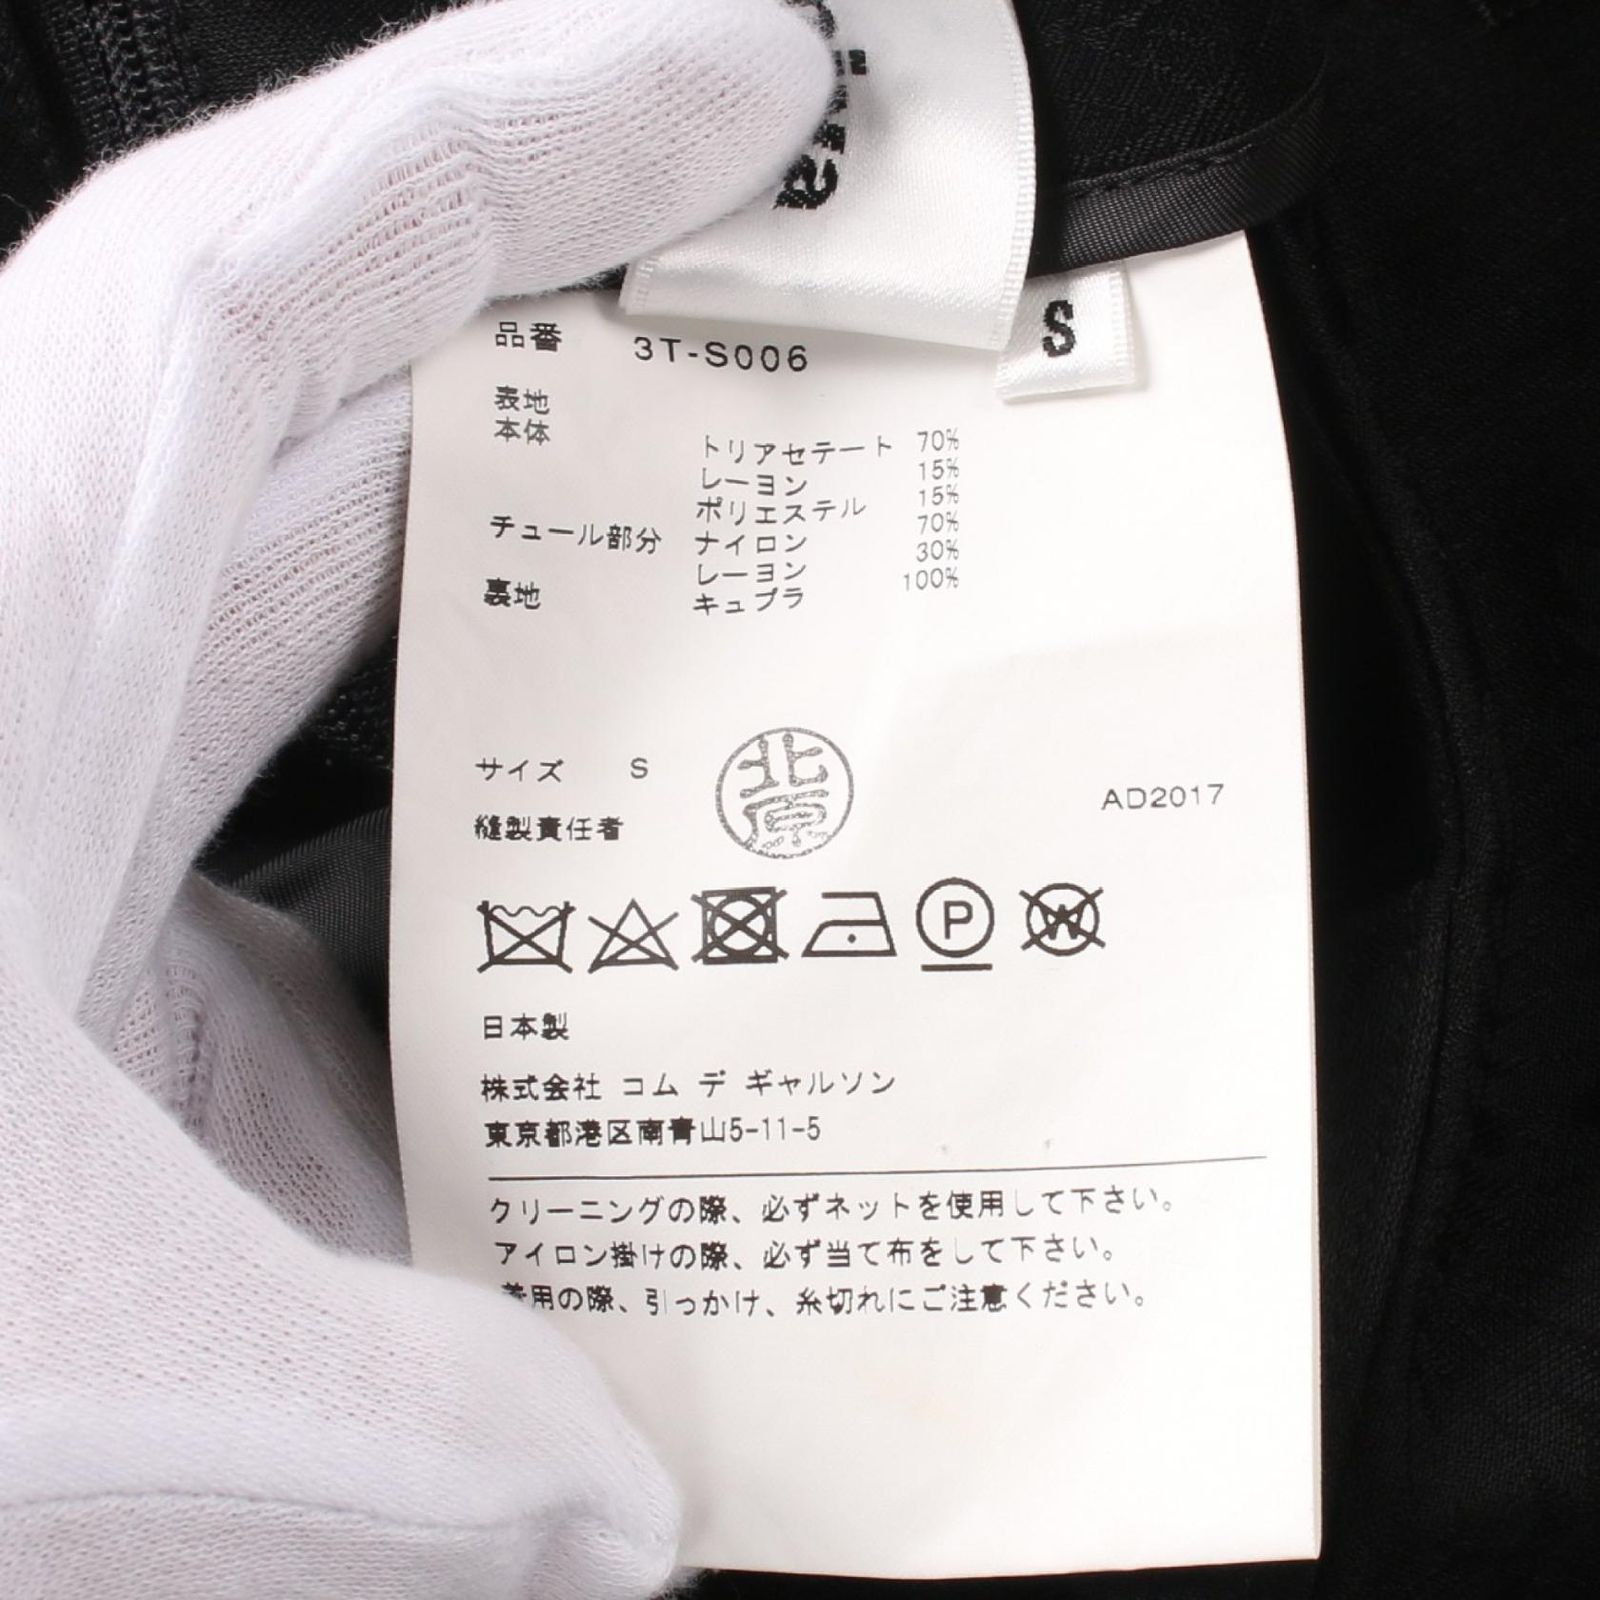 S
品番 3T-S006
表地
本体 トリアセテート 70%
レーヨン 15%
ポリエステル 15%
チュール部分 ナイロン 70%
レーヨン 30%
裏地 キュプラ 100%
サイズ S
北原
縫製責任者
AD2017
P
W
日本製
株式会社 コム デ ギャルソン
東京都港区南青山5-11-5
クリーニングの際、必ずネットを使用して下さい。
アイロン掛けの際、必ず当て布をして下さい。
着用の際、引っかけ、糸切れにご注意ください。